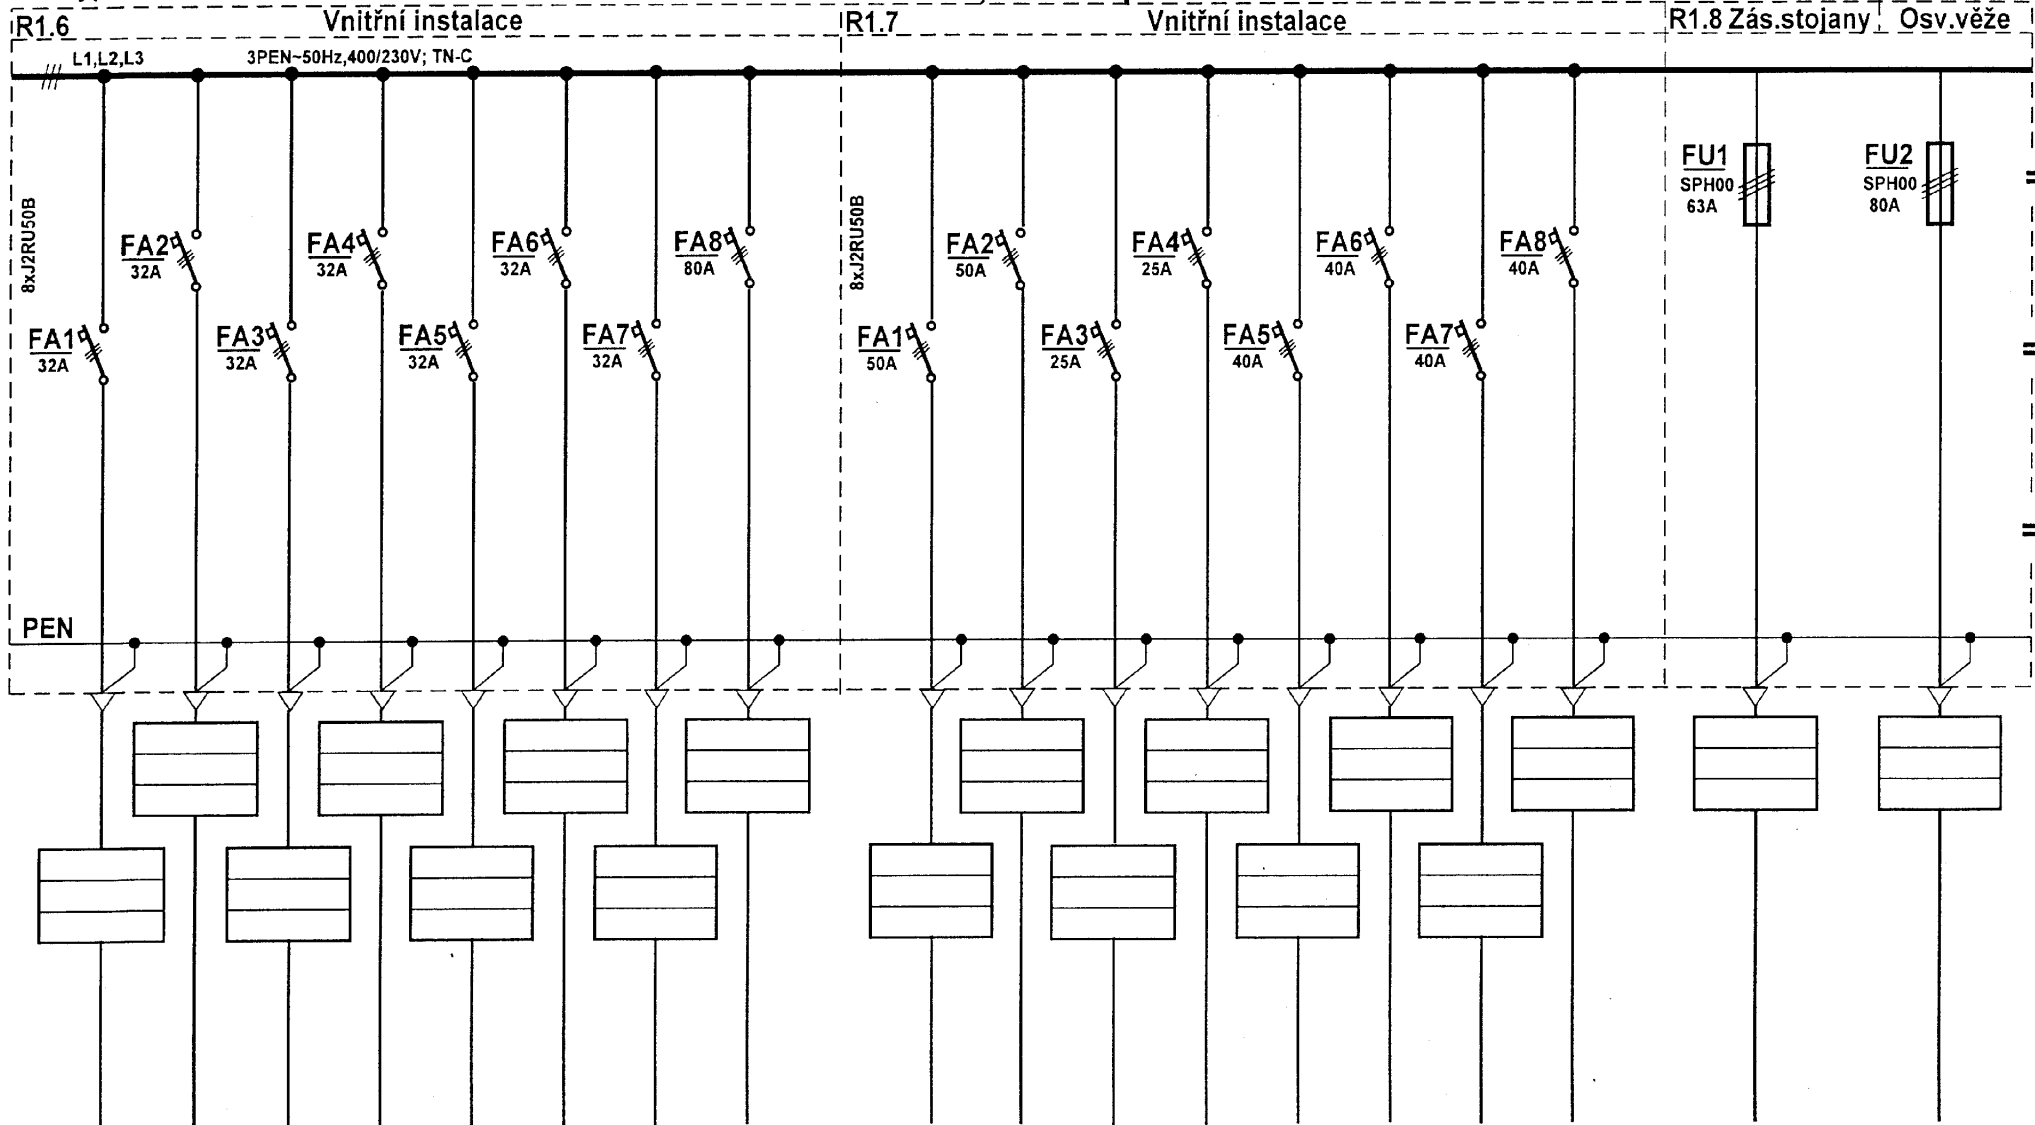 R1.6 Vnitřní instalace
R1.7 Vnitřní instalace
R1.8 Zás.stojany Osv.věže
L1,L2,L3 3PEN~50Hz,400/230V; TN-C
8xJ2RU50B
FA1
32A
FA2
32A
FA3
32A
FA4
32A
FA5
32A
FA6
32A
FA7
32A
FA8
80A
8xJ2RU50B
FA1
50A
FA2
50A
FA3
25A
FA4
25A
FA5
40A
FA6
40A
FA7
40A
FA8
40A
FU1
SPH00
63A
FU2
SPH00
80A
PEN